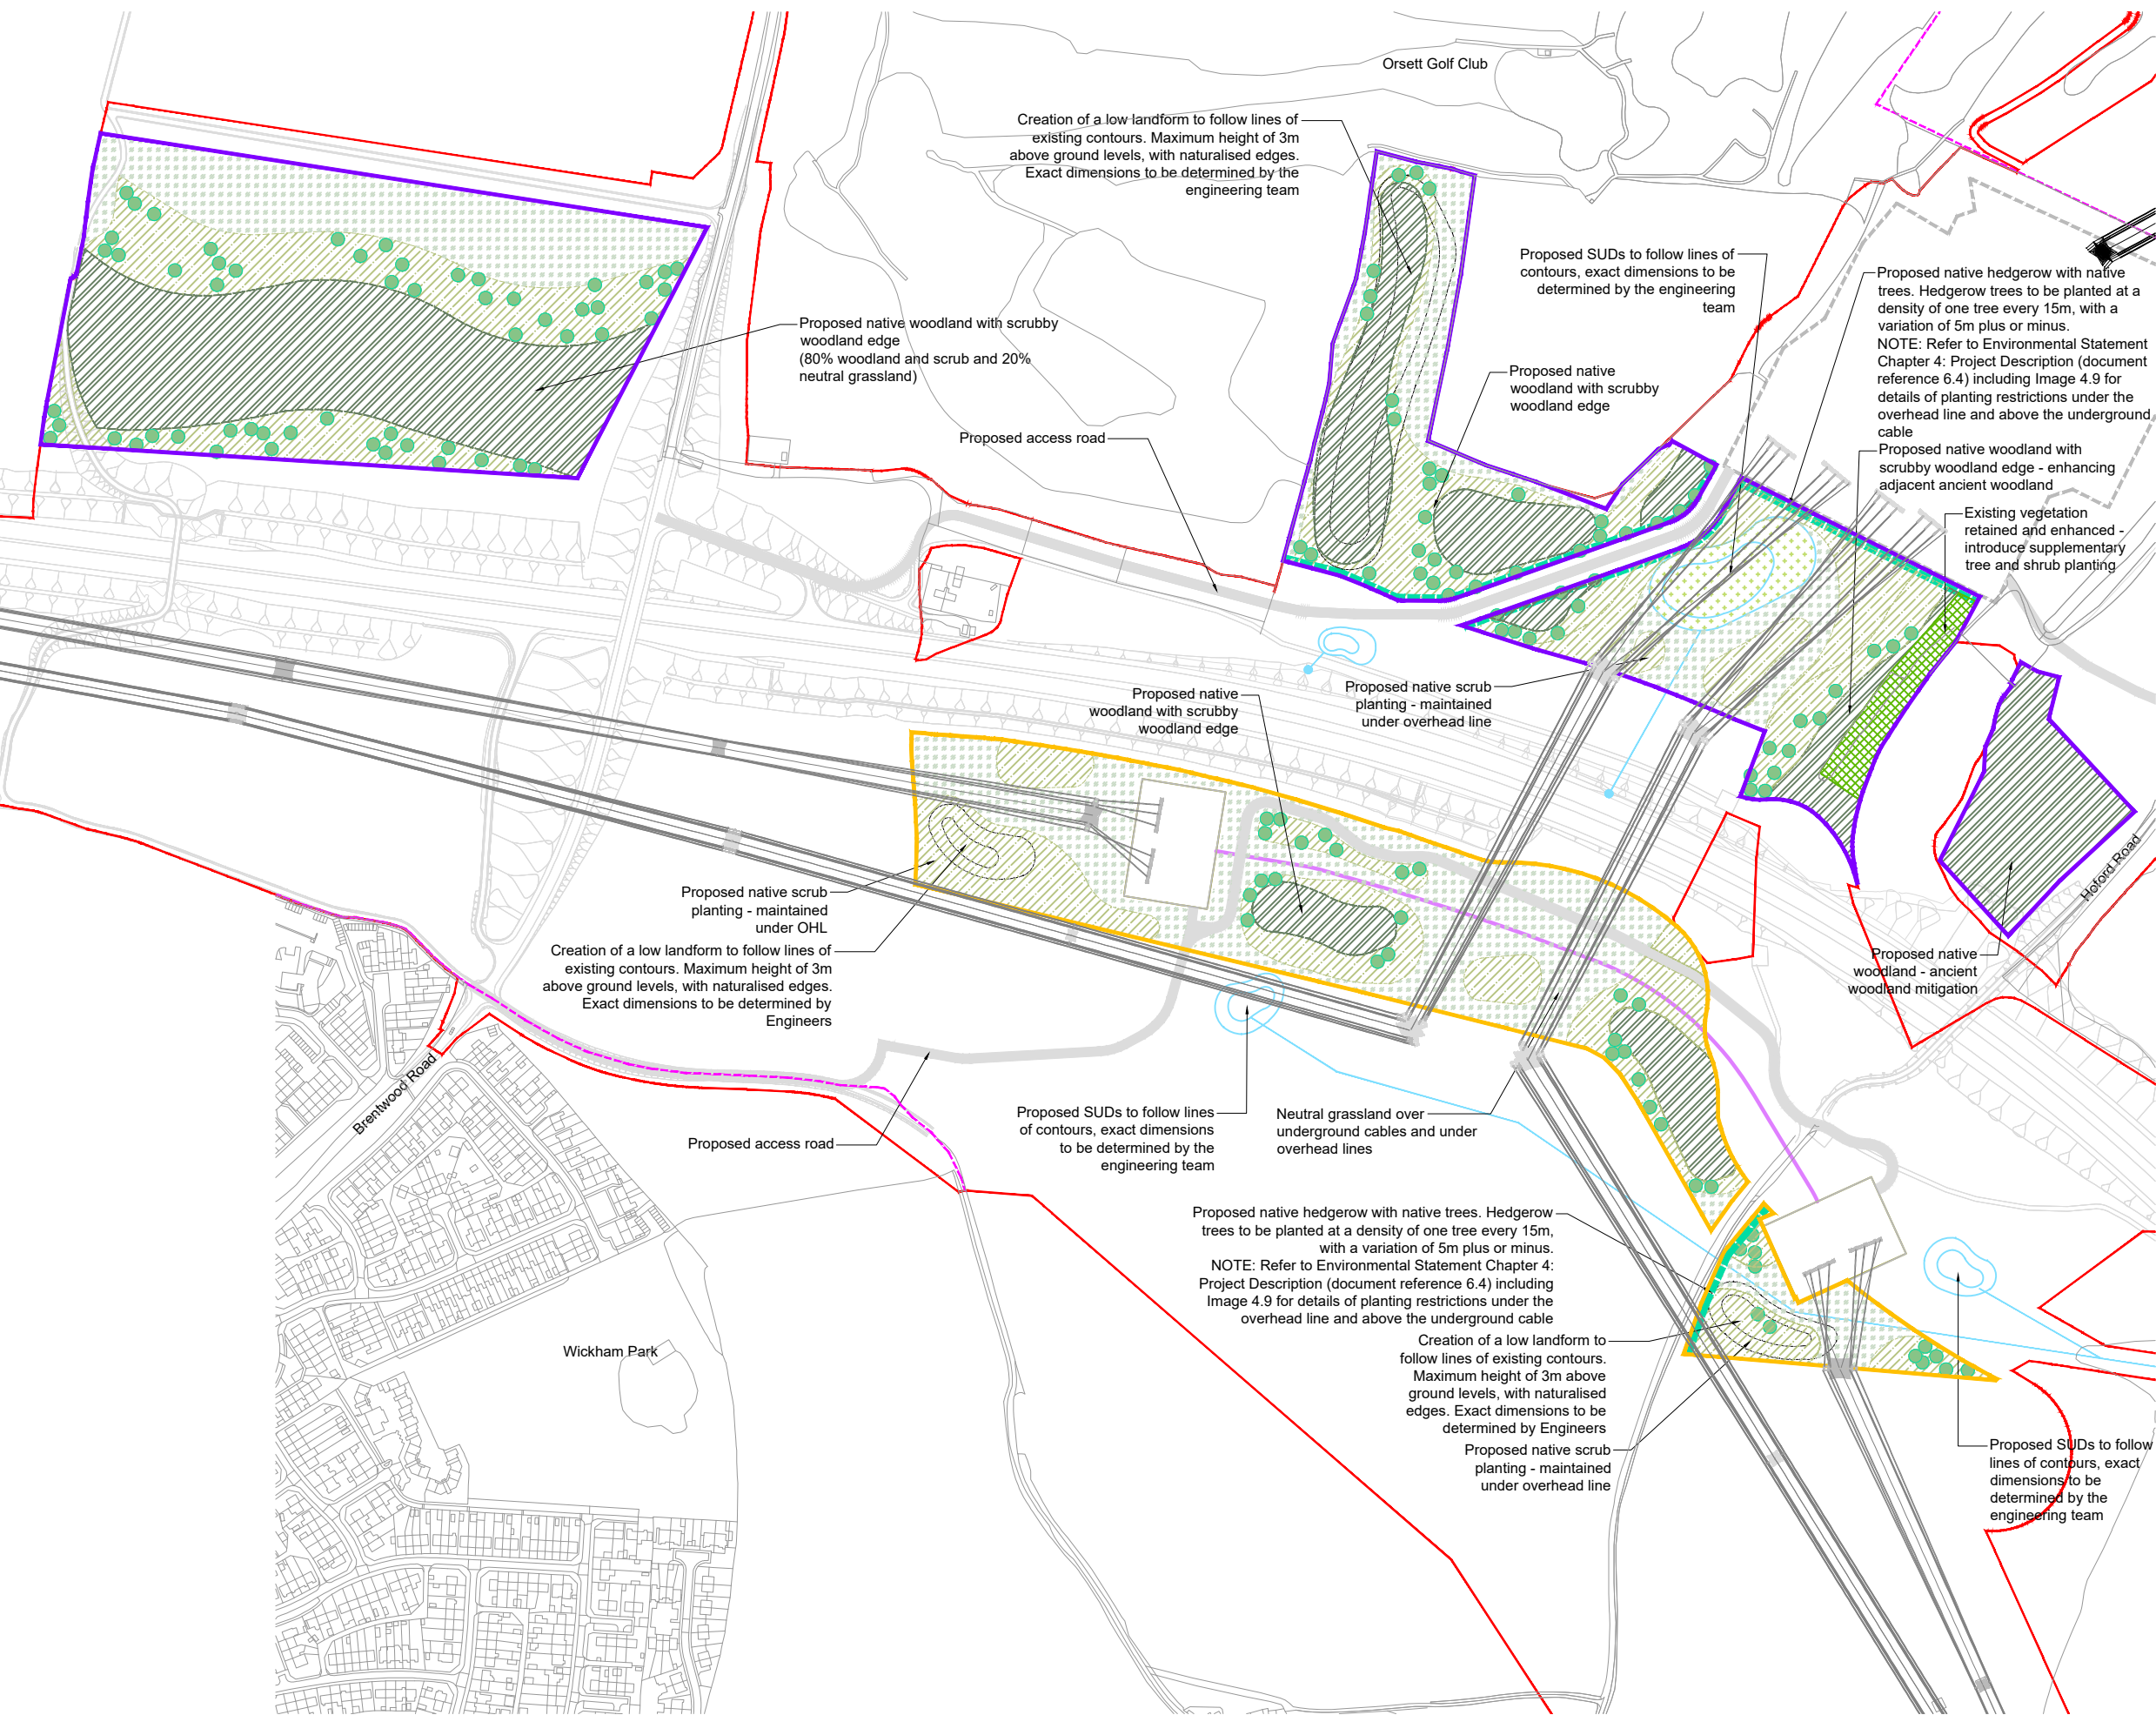 Orsett Golf Club
Creation of a low landform to follow lines of
existing contours. Maximum height of 3m
above ground levels, with naturalised edges.
Exact dimensions to be determined by the
engineering team
Proposed SUDs to follow lines of
contours, exact dimensions to be
determined by the engineering
team
Proposed native hedgerow with native
trees. Hedgerow trees to be planted at a
density of one tree every 15m, with a
variation of 5m plus or minus.
NOTE: Refer to Environmental Statement
Chapter 4: Project Description (document
reference 6.4) including Image 4.9 for
details of planting restrictions under the
overhead line and above the underground
cable
Proposed native woodland with scrubby
woodland edge
(80% woodland and scrub and 20%
neutral grassland)
Proposed native
woodland with scrubby
woodland edge
Proposed access road
Proposed native woodland with
scrubby woodland edge - enhancing
adjacent ancient woodland
Existing vegetation
retained and enhanced -
introduce supplementary
tree and shrub planting
Proposed native
woodland with scrubby
woodland edge
Proposed native scrub
planting - maintained
under overhead line
Hoford Road
Proposed native scrub
planting - maintained
under OHL
Creation of a low landform to follow lines of
existing contours. Maximum height of 3m
above ground levels, with naturalised edges.
Exact dimensions to be determined by
Engineers
Proposed native
woodland - ancient
woodland mitigation
Brentwood Road
Proposed access road
Proposed SUDs to follow lines
of contours, exact dimensions
to be determined by the
engineering team
Neutral grassland over
underground cables and under
overhead lines
Proposed native hedgerow with native trees. Hedgerow
trees to be planted at a density of one tree every 15m,
with a variation of 5m plus or minus.
NOTE: Refer to Environmental Statement Chapter 4:
Project Description (document reference 6.4) including
Image 4.9 for details of planting restrictions under the
overhead line and above the underground cable
Wickham Park
Creation of a low landform to
follow lines of existing contours.
Maximum height of 3m above
ground levels, with naturalised
edges. Exact dimensions to be
determined by Engineers
Proposed native scrub
planting - maintained
under overhead line
Proposed SUDs to follow
lines of contours, exact
dimensions to be
determined by the
engineering team